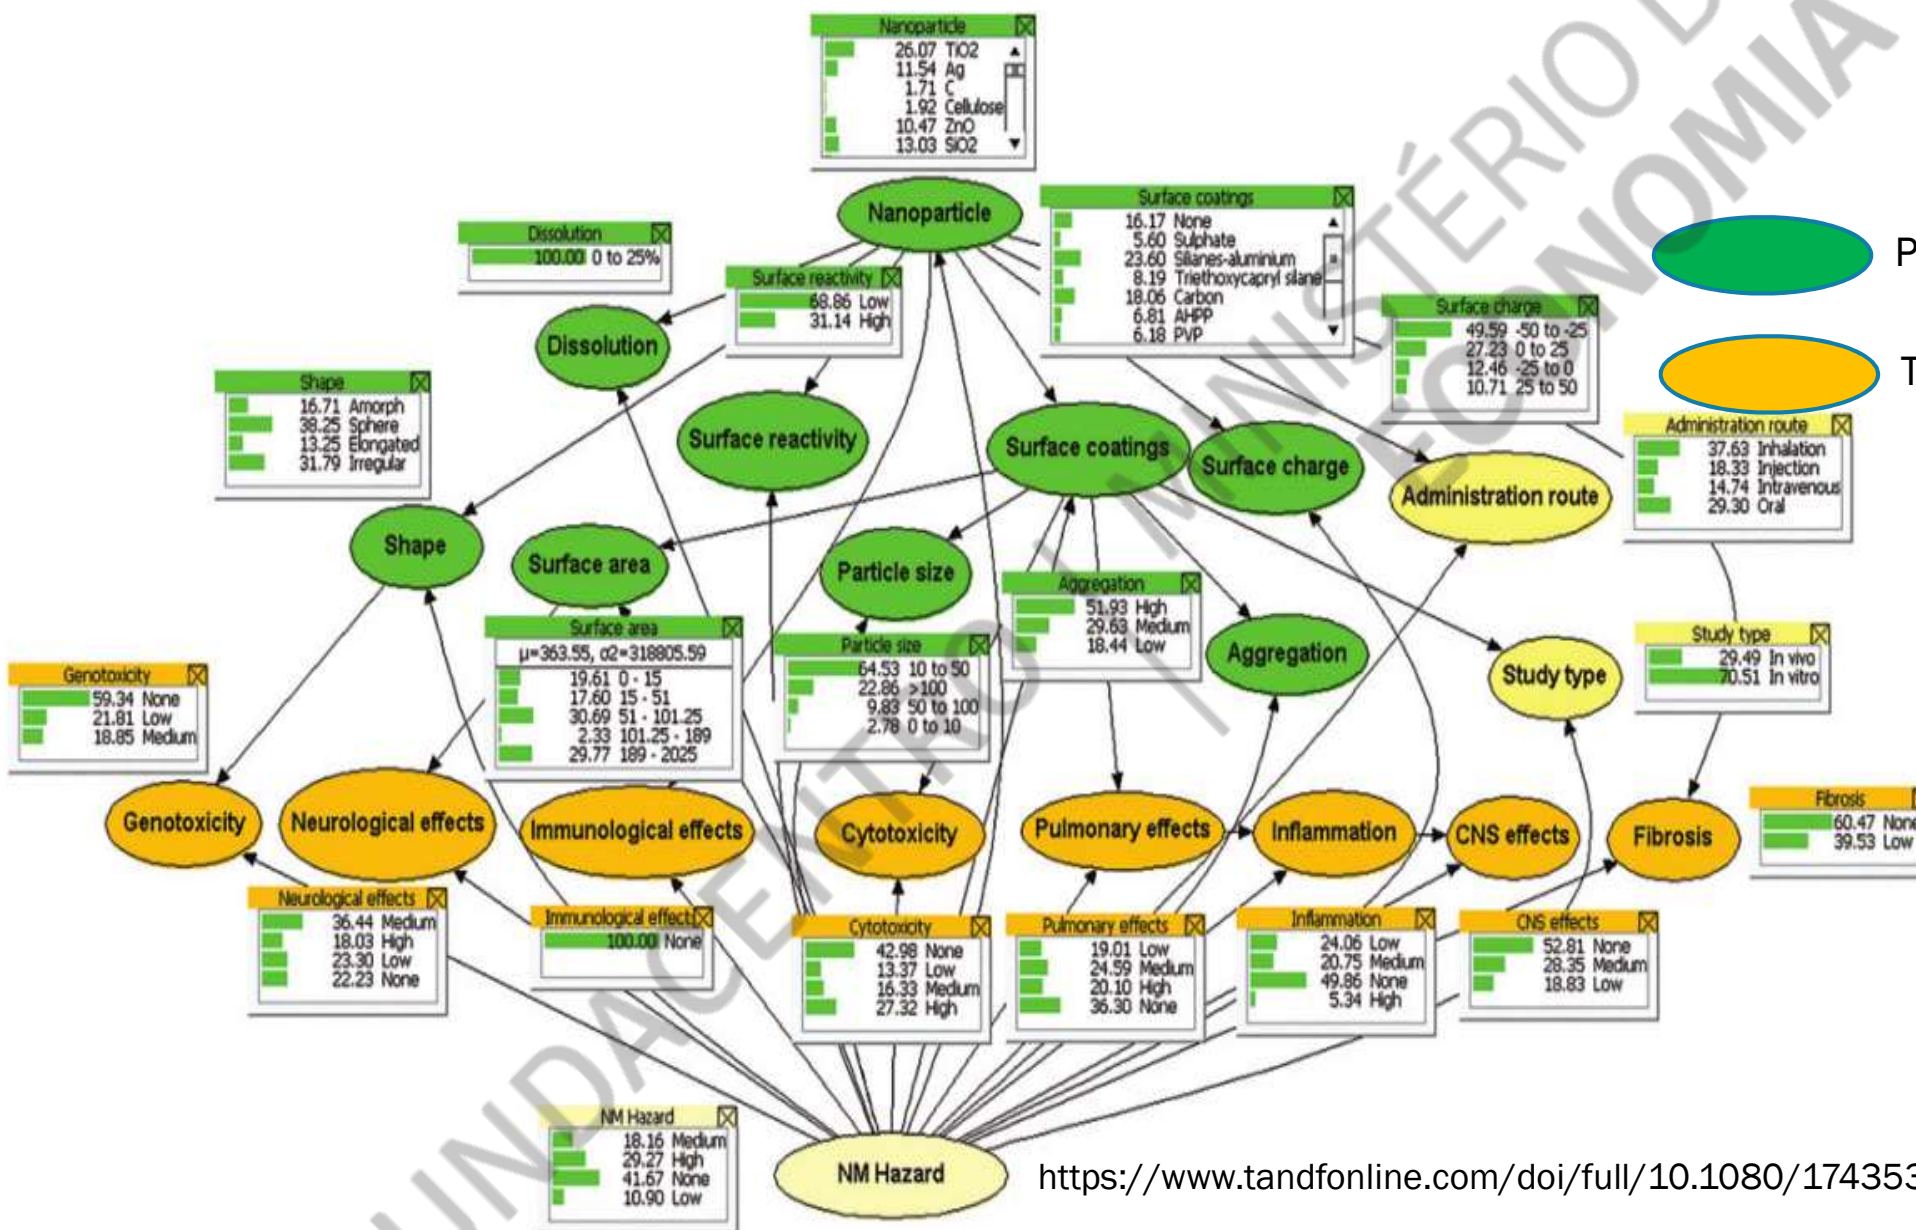 Nanoparticle
26.07 TiO2
11.54 Ag
1.71 C
1.92 Cellulose
10.47 ZnO
13.03 SiO2
Nanoparticle
Surface coatings
16.17 None
5.60 Sulphate
23.60 Silanes-aluminium
8.19 Triethoxycapryl silane
18.06 Carbon
6.81 AHPP
6.18 PVP
Dissolution
100.00 0 to 25%
Surface reactivity
68.86 Low
31.14 High
P
Surface charge
49.59 -50 to -25
27.23 0 to 25
12.46 -25 to 0
10.71 25 to 50
T
Dissolution
Shape
16.71 Amorph
38.25 Sphere
13.25 Elongated
31.79 Irregular
Surface reactivity
Surface coatings
Surface charge
Administration route
Administration route
37.63 Inhalation
18.33 Injection
14.74 Intravenous
29.30 Oral
Shape
Surface area
Particle size
Aggregation
51.93 High
29.63 Medium
18.44 Low
Aggregation
Study type
Study type
29.49 In vivo
70.51 In vitro
Surface area
µ=363.55, σ2=318805.59
19.61 0 - 15
17.60 15 - 51
30.69 51 - 101.25
2.33 101.25 - 189
29.77 189 - 2025
Particle size
64.53 10 to 50
22.86 >100
9.83 50 to 100
2.78 0 to 10
Genotoxicity
59.34 None
21.81 Low
18.85 Medium
Genotoxicity
Neurological effects
Immunological effects
Cytotoxicity
Pulmonary effects
Inflammation
CNS effects
Fibrosis
Fibrosis
60.47 None
39.53 Low
Neurological effects
36.44 Medium
18.03 High
23.30 Low
22.23 None
Immunological effects
100.00 None
Cytotoxicity
42.98 None
13.37 Low
16.33 Medium
27.32 High
Pulmonary effects
19.01 Low
24.59 Medium
20.10 High
36.30 None
Inflammation
24.06 Low
20.75 Medium
49.86 None
5.34 High
CNS effects
52.81 None
28.35 Medium
18.83 Low
NM Hazard
18.16 Medium
29.27 High
41.67 None
10.90 Low
NM Hazard
https://www.tandfonline.com/doi/full/10.1080/174353
UNDACENTRO | MINISTÉRIO D
ECONOMIA